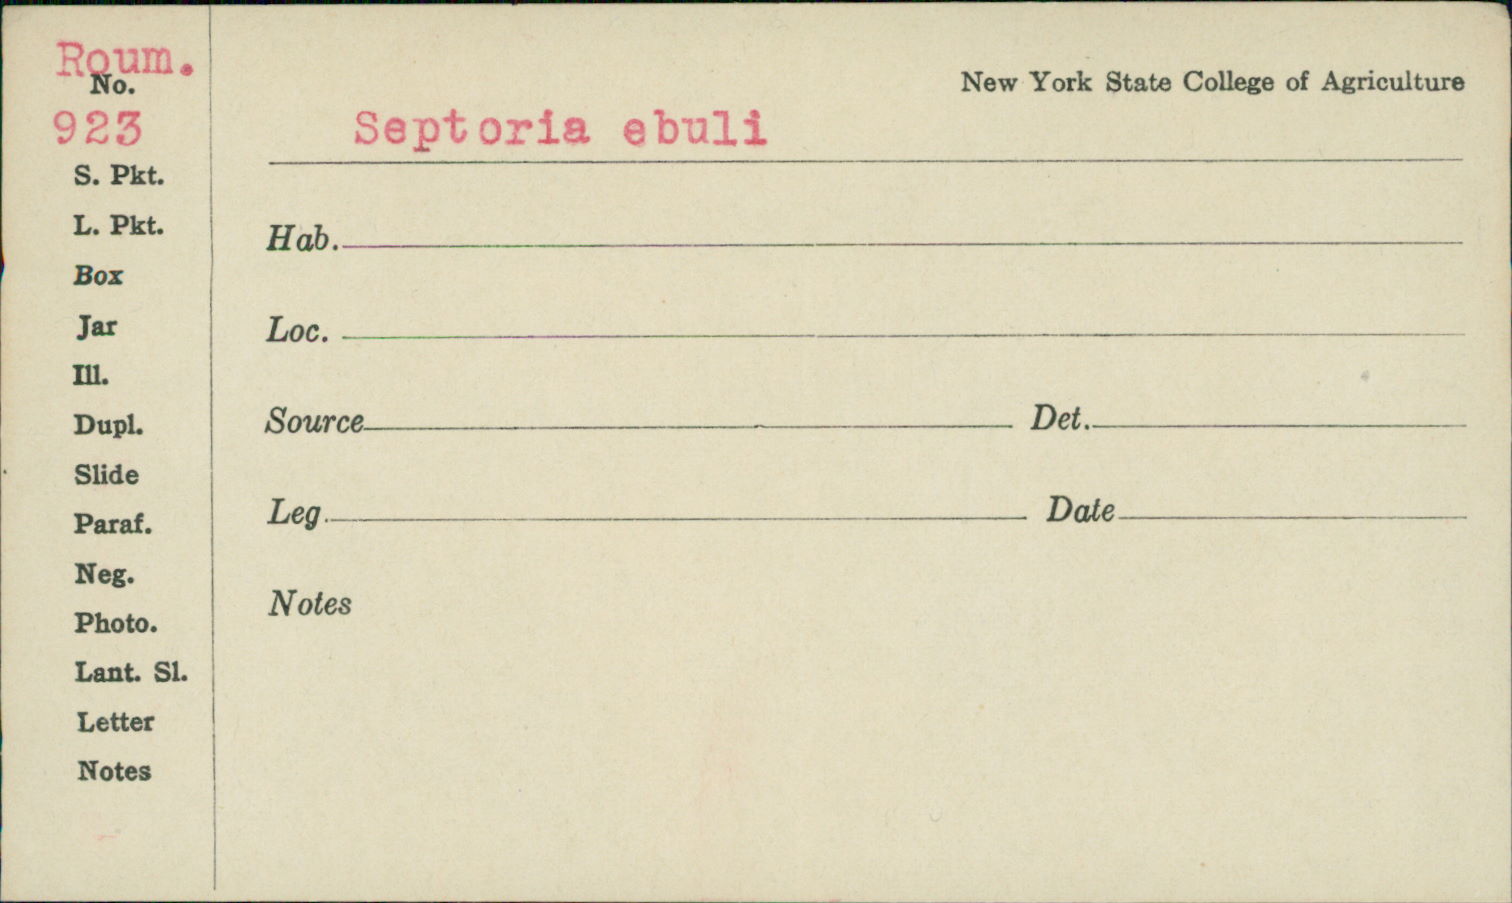 Roum.
No.
923
S. Pkt.
L. Pkt.
Box
Jar
Ill.
Dupl.
Slide
Paraf.
Neg.
Photo.
Lant. Sl.
Letter
Notes
New York State College of Agriculture
Septoria ebuli
Hab.
Loc.
Source Det.
Leg. Date
Notes